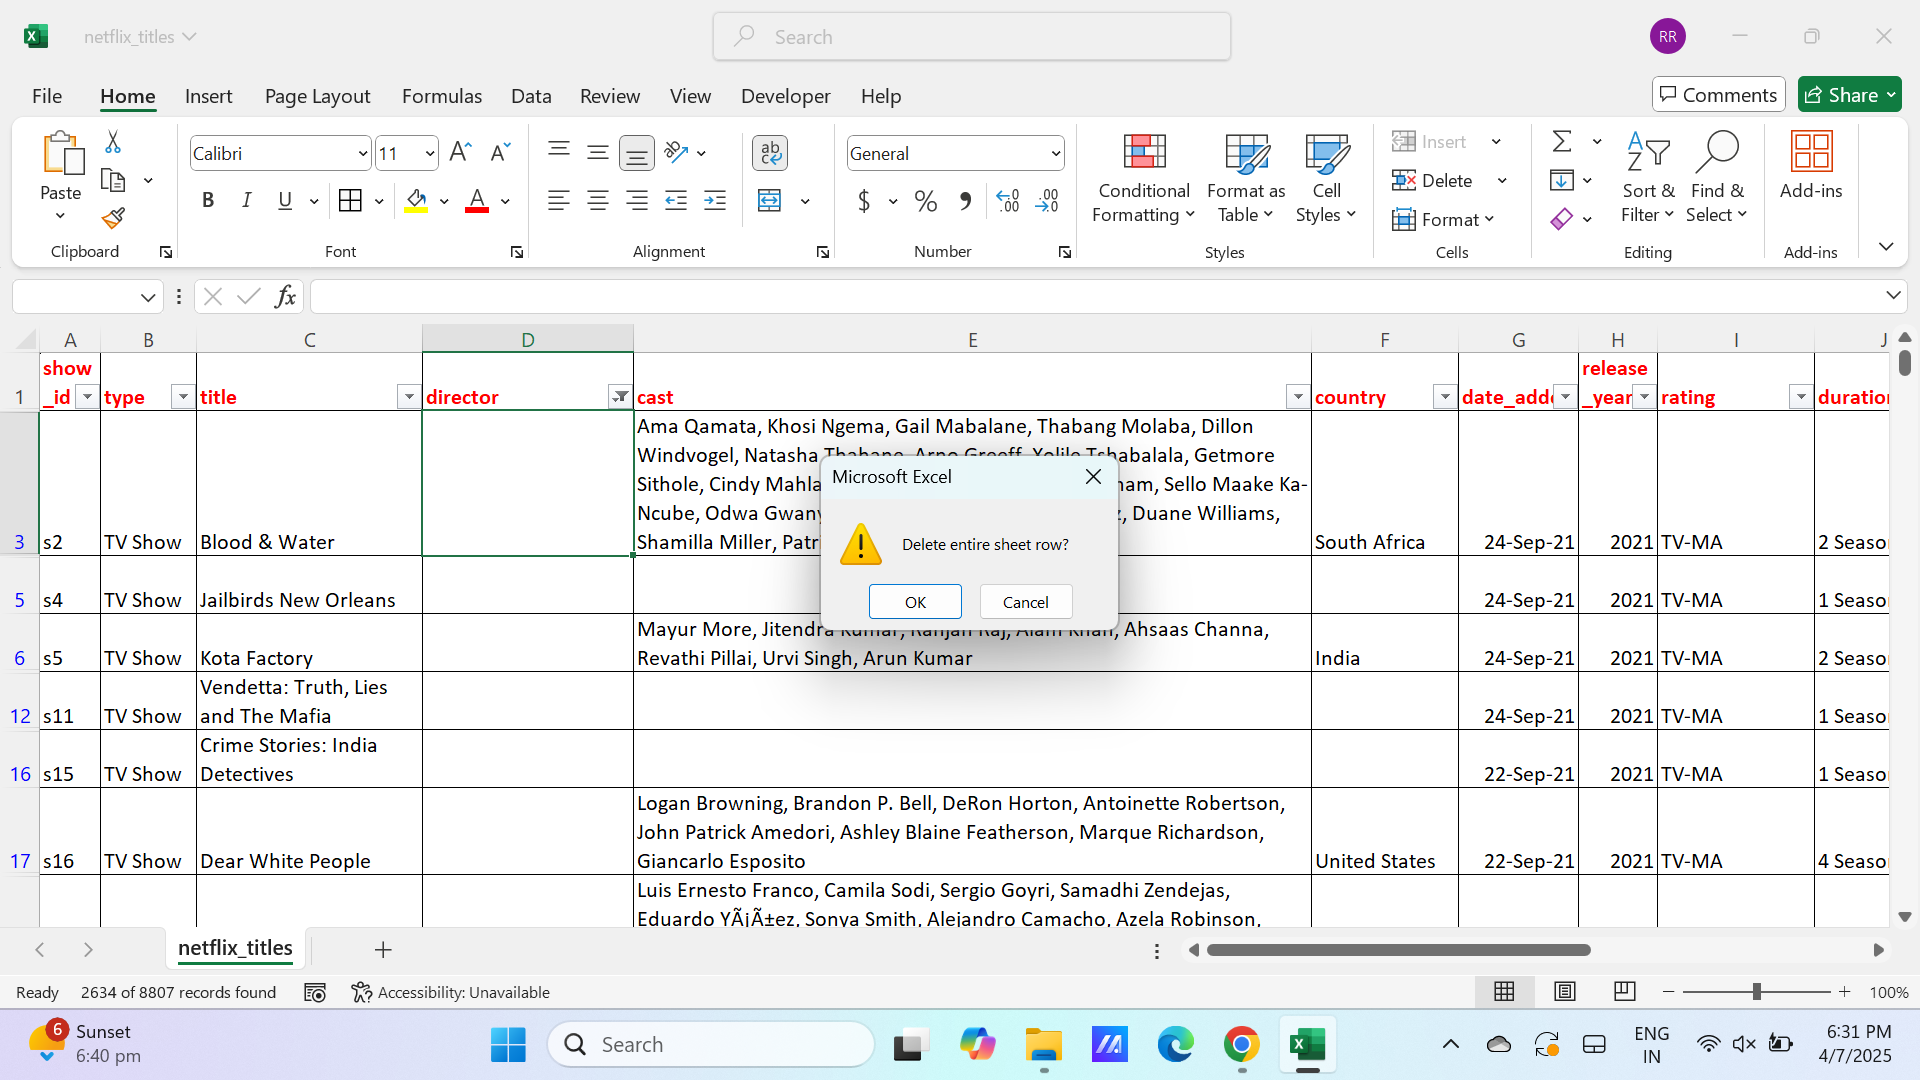 netflix_titles
Search
RR
File Home Insert Page Layout Formulas Data Review View Developer Help
Comments Share
Paste
Clipboard
Calibri 11
B I U
Font
Alignment
General
$ %
Number
Conditional Formatting
Format as Table
Cell Styles
Styles
Insert
Delete
Format
Cells
Sort & Filter
Find & Select
Editing
Add-ins
Add-ins
fx
A B C D E F G H I J
1 show_id type title director cast country date_adde release_year rating duration
Ama Qamata, Khosi Ngema, Gail Mabalane, Thabang Molaba, Dillon
Windvogel, Natasha Thabane, Arno Greeff, Xolile Tshabalala, Getmore
Sithole, Cindy Mahla ham, Sello Maake Ka-
Ncube, Odwa Gwany z, Duane Williams,
3 s2 TV Show Blood & Water Shamilla Miller, Patri South Africa 24-Sep-21 2021 TV-MA 2 Seaso
5 s4 TV Show Jailbirds New Orleans 24-Sep-21 2021 TV-MA 1 Seaso
Mayur More, Jitendra Kumar, Ranjan Raj, Alam Khan, Ahsaas Channa,
6 s5 TV Show Kota Factory Revathi Pillai, Urvi Singh, Arun Kumar India 24-Sep-21 2021 TV-MA 2 Seaso
Vendetta: Truth, Lies
12 s11 TV Show and The Mafia 24-Sep-21 2021 TV-MA 1 Seaso
Crime Stories: India
16 s15 TV Show Detectives 22-Sep-21 2021 TV-MA 1 Seaso
Logan Browning, Brandon P. Bell, DeRon Horton, Antoinette Robertson,
John Patrick Amedori, Ashley Blaine Featherson, Marque Richardson,
17 s16 TV Show Dear White People Giancarlo Esposito United States 22-Sep-21 2021 TV-MA 4 Seaso
Luis Ernesto Franco, Camila Sodi, Sergio Goyri, Samadhi Zendejas,
Eduardo YÃ¡Ã±ez, Sonya Smith, Alejandro Camacho, Azela Robinson,
Microsoft Excel
Delete entire sheet row?
OK Cancel
netflix_titles
Ready 2634 of 8807 records found Accessibility: Unavailable 100%
6 Sunset
6:40 pm
Search
ENG
IN
6:31 PM
4/7/2025